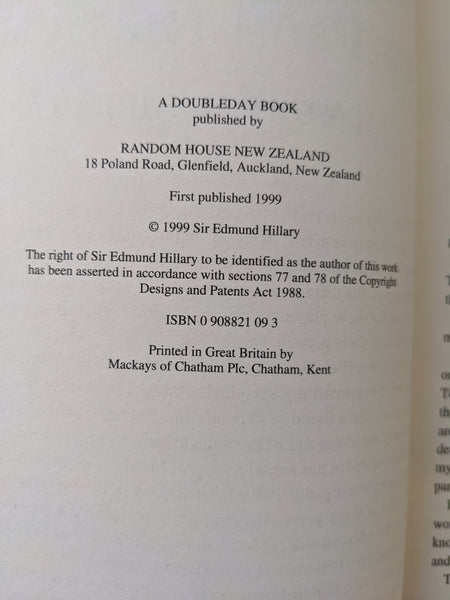 A DOUBLEDAY BOOK
published by
RANDOM HOUSE NEW ZEALAND
18 Poland Road, Glenfield, Auckland, New Zealand
First published 1999
© 1999 Sir Edmund Hillary
The right of Sir Edmund Hillary to be identified as the author of this work
has been asserted in accordance with sections 77 and 78 of the Copyright
Designs and Patents Act 1988.
ISBN 0 908821 09 3
Printed in Great Britain by
Mackays of Chatham Plc, Chatham, Kent